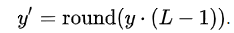 y′ = round(y · (L − 1)).